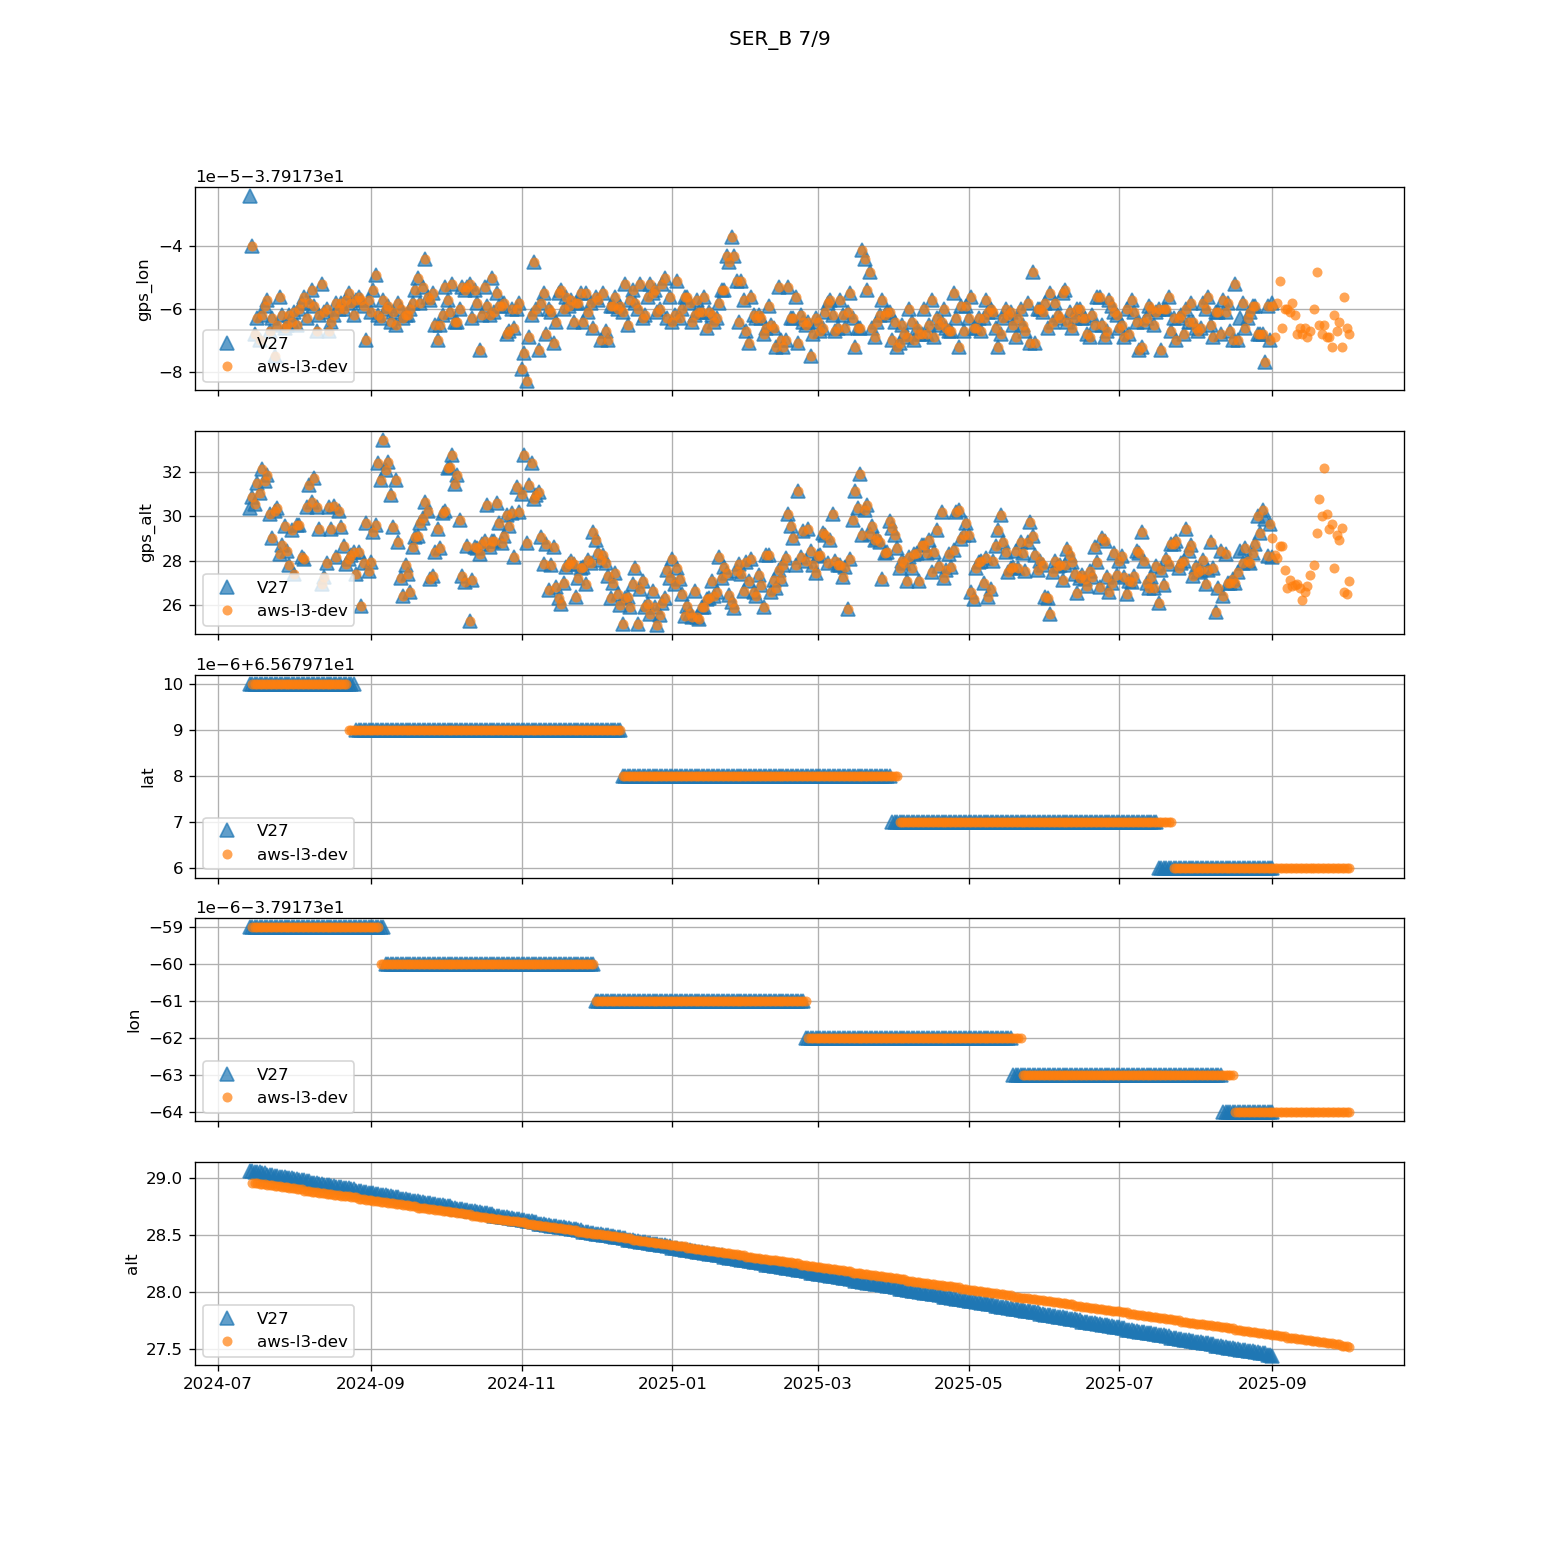 SER_B 7/9
1e−5−3.79173e1
gps_lon
−4
−6
−8
V27
aws-l3-dev
gps_alt
32
30
28
26
V27
aws-l3-dev
1e−6+6.567971e1
lat
10
9
8
7
6
V27
aws-l3-dev
1e−6−3.79173e1
lon
−59
−60
−61
−62
−63
−64
V27
aws-l3-dev
alt
29.0
28.5
28.0
27.5
V27
aws-l3-dev
2024-07 2024-09 2024-11 2025-01 2025-03 2025-05 2025-07 2025-09